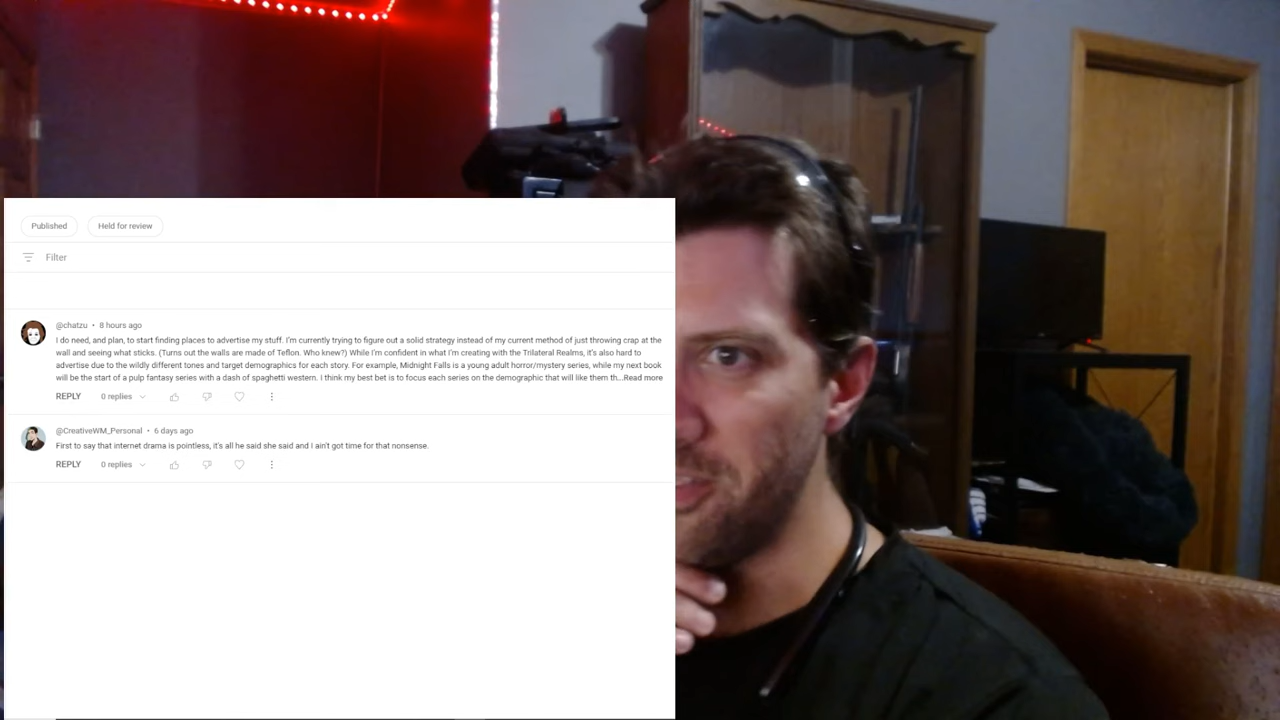 Published Held for review
Filter
@chatzu • 8 hours ago
I do need, and plan, to start finding places to advertise my stuff. I'm currently trying to figure out a solid strategy instead of my current method of just throwing crap at the
wall and seeing what sticks. (Turns out the walls are made of Teflon. Who knew?) While I'm confident in what I'm creating with the Trilateral Realms, it's also hard to
advertise due to the wildly different tones and target demographics for each story. For example, Midnight Falls is a young adult horror/mystery series, while my next book
will be the start of a pulp fantasy series with a dash of spaghetti western. I think my best bet is to focus each series on the demographic that will like them th...Read more
REPLY 0 replies
@CreativeWM_Personal • 6 days ago
First to say that internet drama is pointless, it's all he said she said and I ain't got time for that nonsense.
REPLY 0 replies